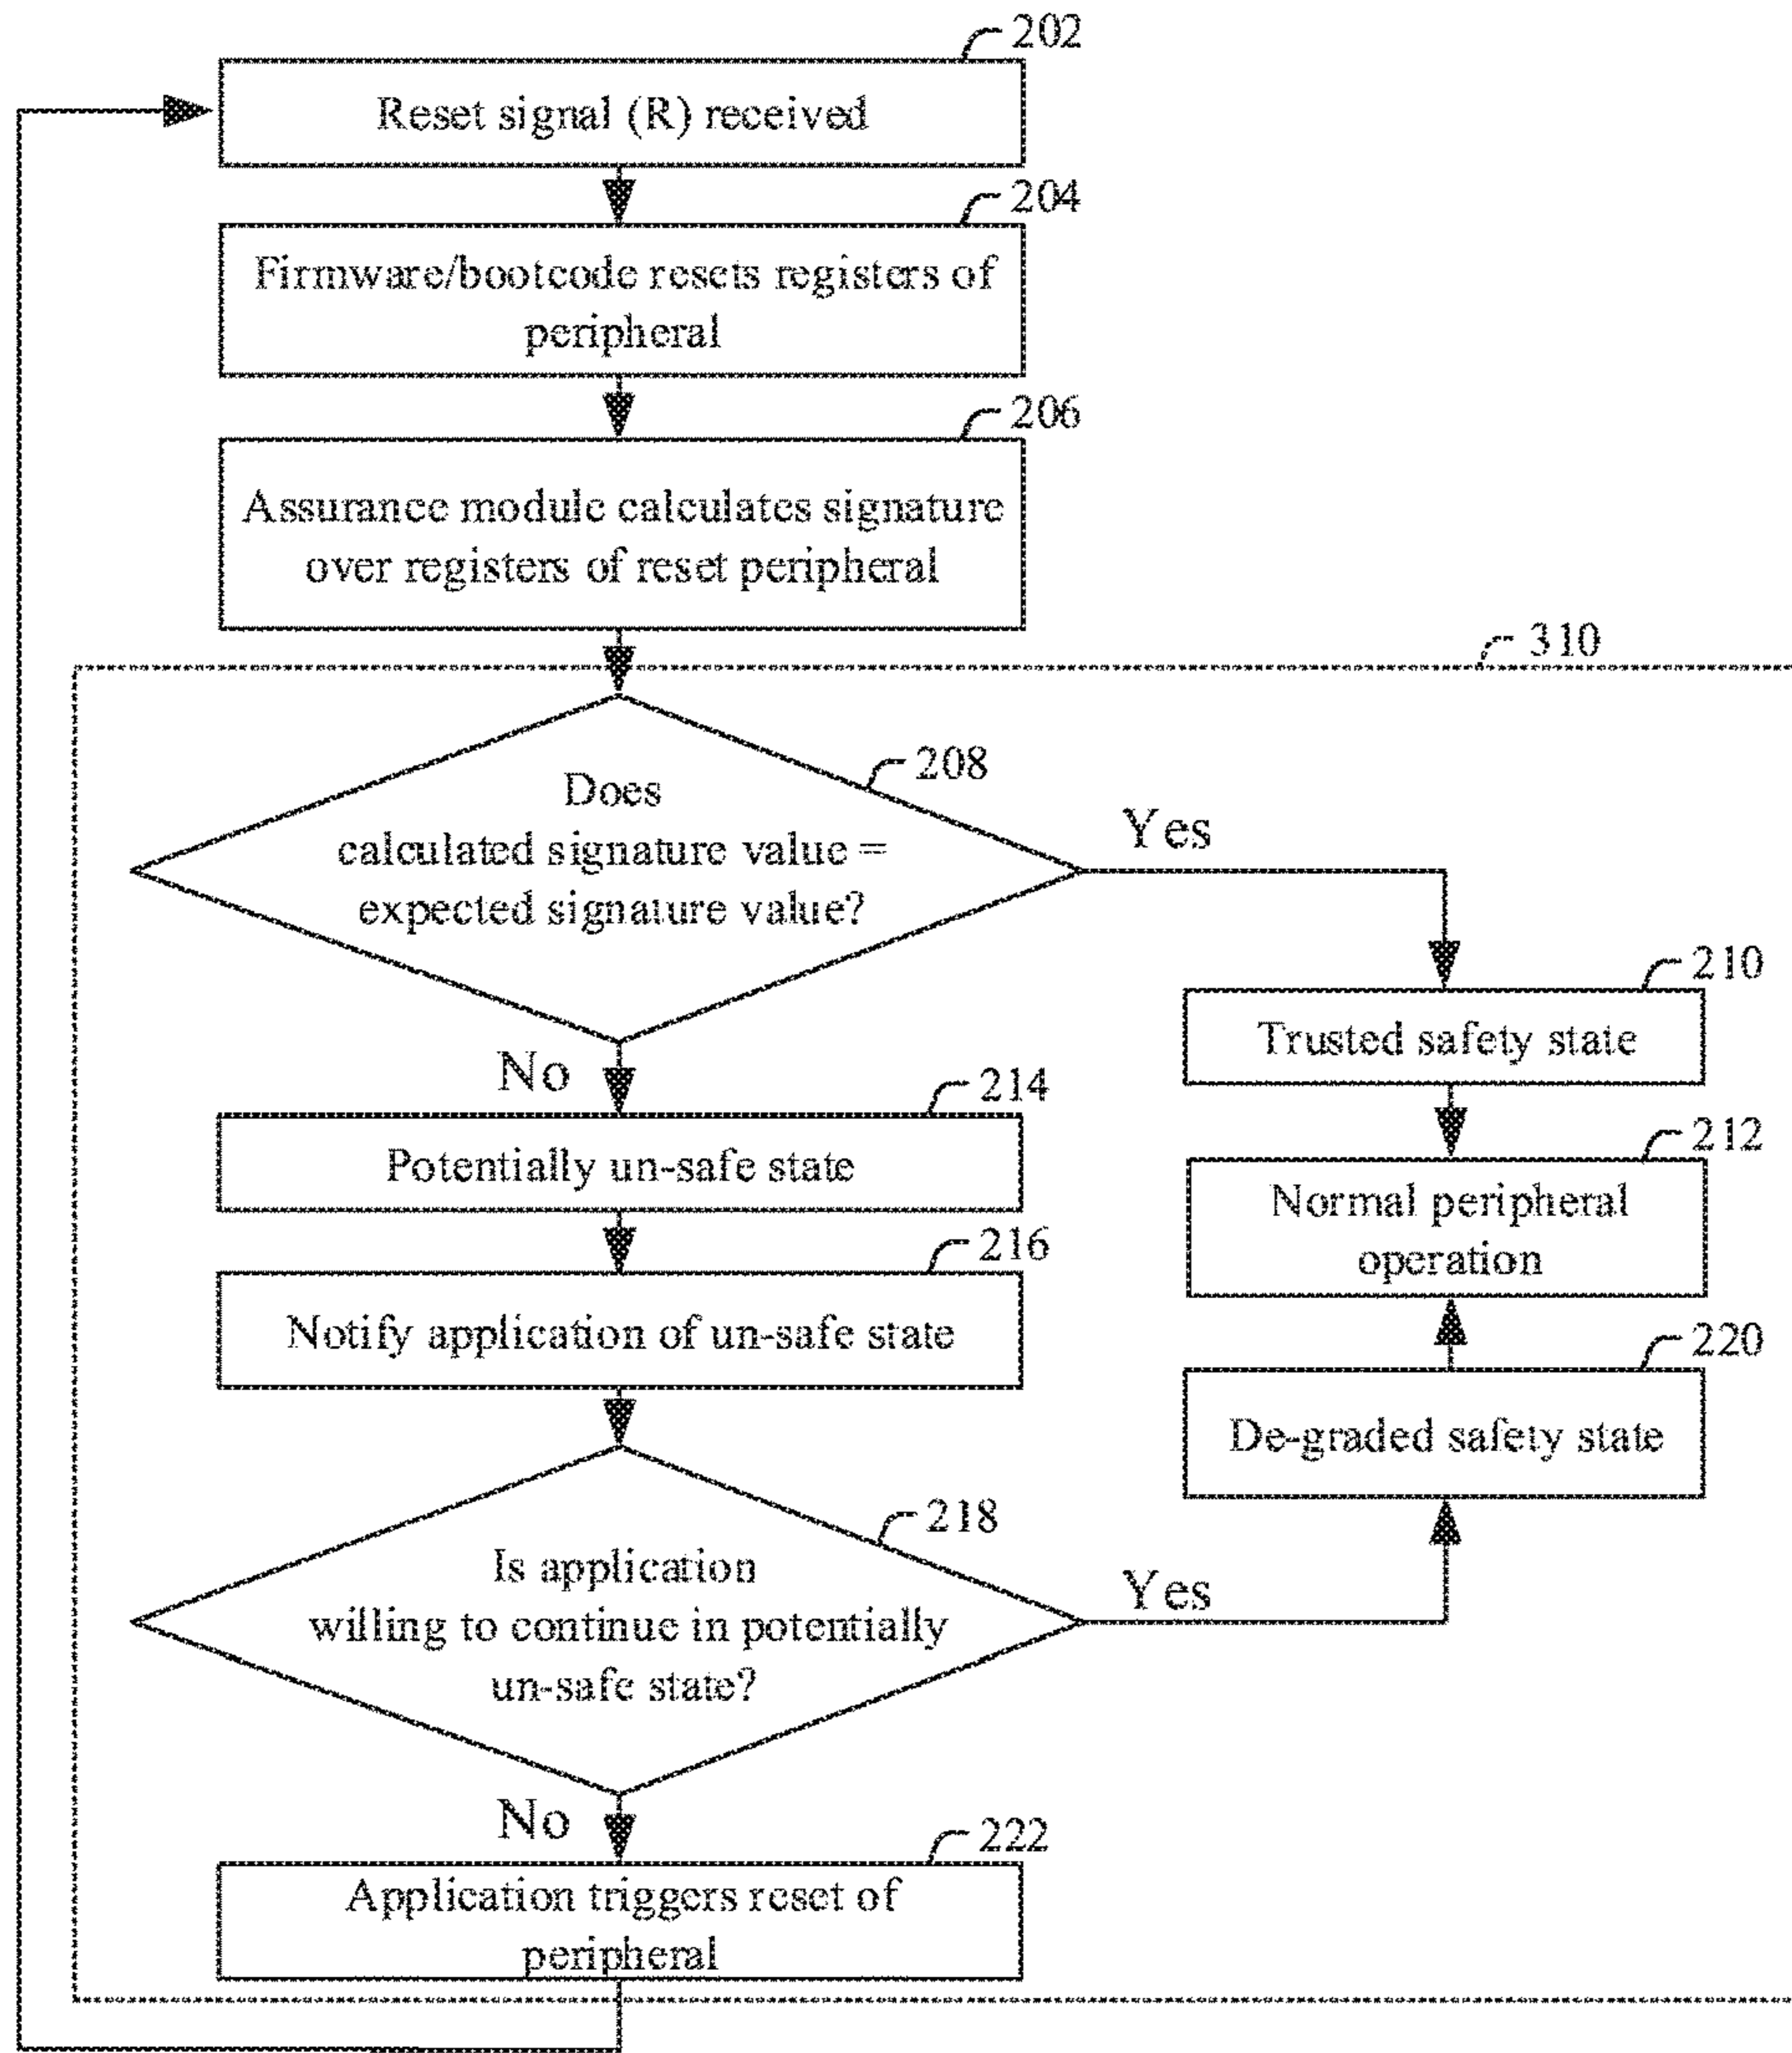 202
Reset signal (R) received
204
Firmware/bootcode resets registers of
peripheral
206
Assurance module calculates signature
over registers of reset peripheral
310
208
Does
calculated signature value =
expected signature value?
Yes
210
Trusted safety state
No
214
Potentially un-safe state
212
Normal peripheral
operation
216
Notify application of un-safe state
220
De-graded safety state
218
Is application
willing to continue in potentially
un-safe state?
Yes
No
222
Application triggers reset of
peripheral